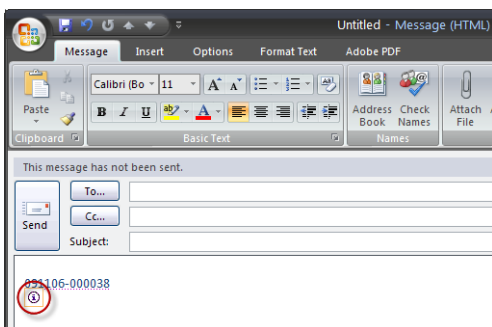 Untitled - Message (HTML)
Message Insert Options Format Text Adobe PDF
Calibri (Bo 11 A A
Paste B I U ab A Address Book Check Names Attach File
Clipboard Basic Text Names
This message has not been sent.
To...
Cc...
Send
Subject:
091106-000038